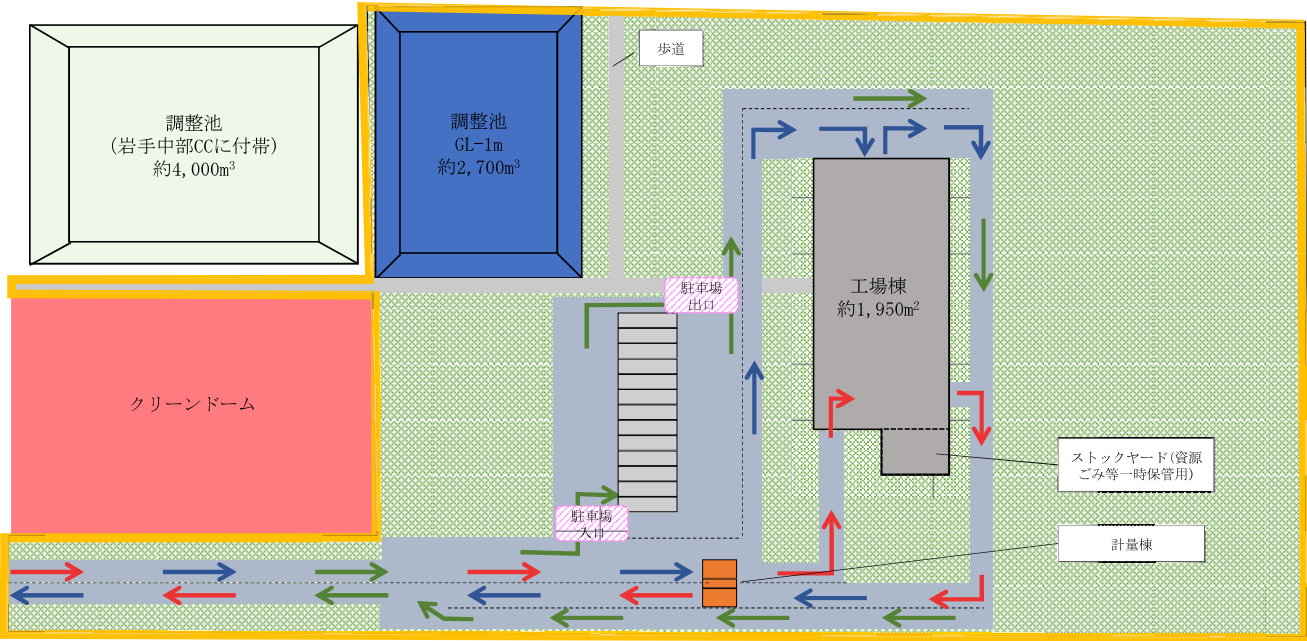 歩道
調整池
(岩手中部CCに付帯)
約4,000m³
調整池
GL-1m
約2,700m³
駐車場
出口
工場棟
約1,950m²
クリーンドーム
ストックヤード(資源
ごみ等一時保管用)
駐車場
入口
計量棟